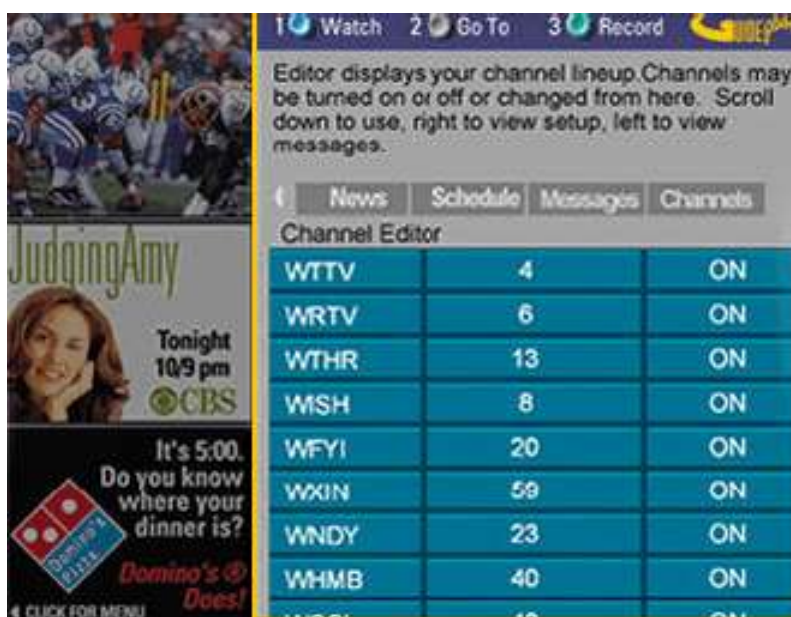 1 Watch 2 Go To 3 Record
Editor displays your channel lineup.Channels may
be turned on or off or changed from here. Scroll
down to use, right to view setup, left to view
messages.
News Schedule Messages Channels
Channel Editor
WTTV 4 ON
WRTV 6 ON
WTHR 13 ON
WISH 8 ON
WFYI 20 ON
WXIN 59 ON
WNDY 23 ON
WHMB 40 ON
JudgingAmy
Tonight
10/9 pm
CBS
It's 5:00.
Do you know
where your
dinner is?
Domino's
Pizza
Domino's
Does!
CLICK FOR MENU